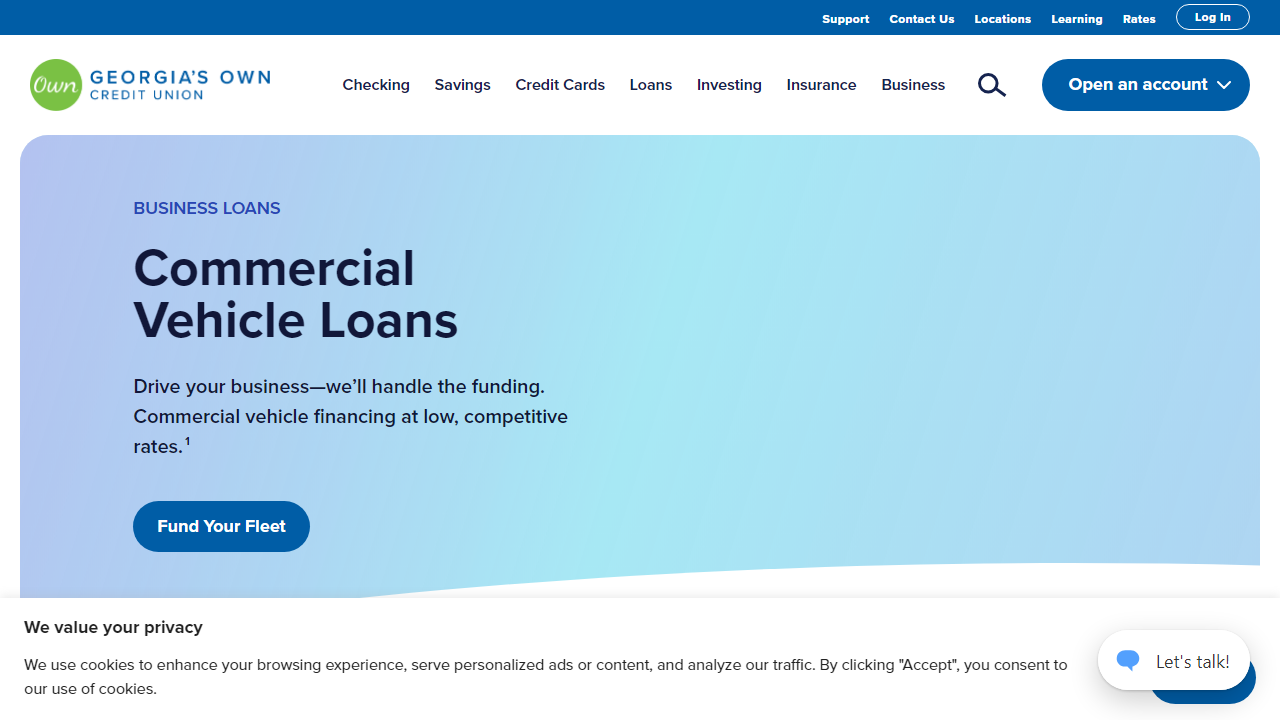 Support Contact Us Locations Learning Rates Log In
Own GEORGIA'S OWN
CREDIT UNION
Checking Savings Credit Cards Loans Investing Insurance Business Open an account
BUSINESS LOANS
Commercial
Vehicle Loans
Drive your business—we’ll handle the funding.
Commercial vehicle financing at low, competitive
rates.¹
Fund Your Fleet
We value your privacy
We use cookies to enhance your browsing experience, serve personalized ads or content, and analyze our traffic. By clicking "Accept", you consent to
our use of cookies.
Let's talk!